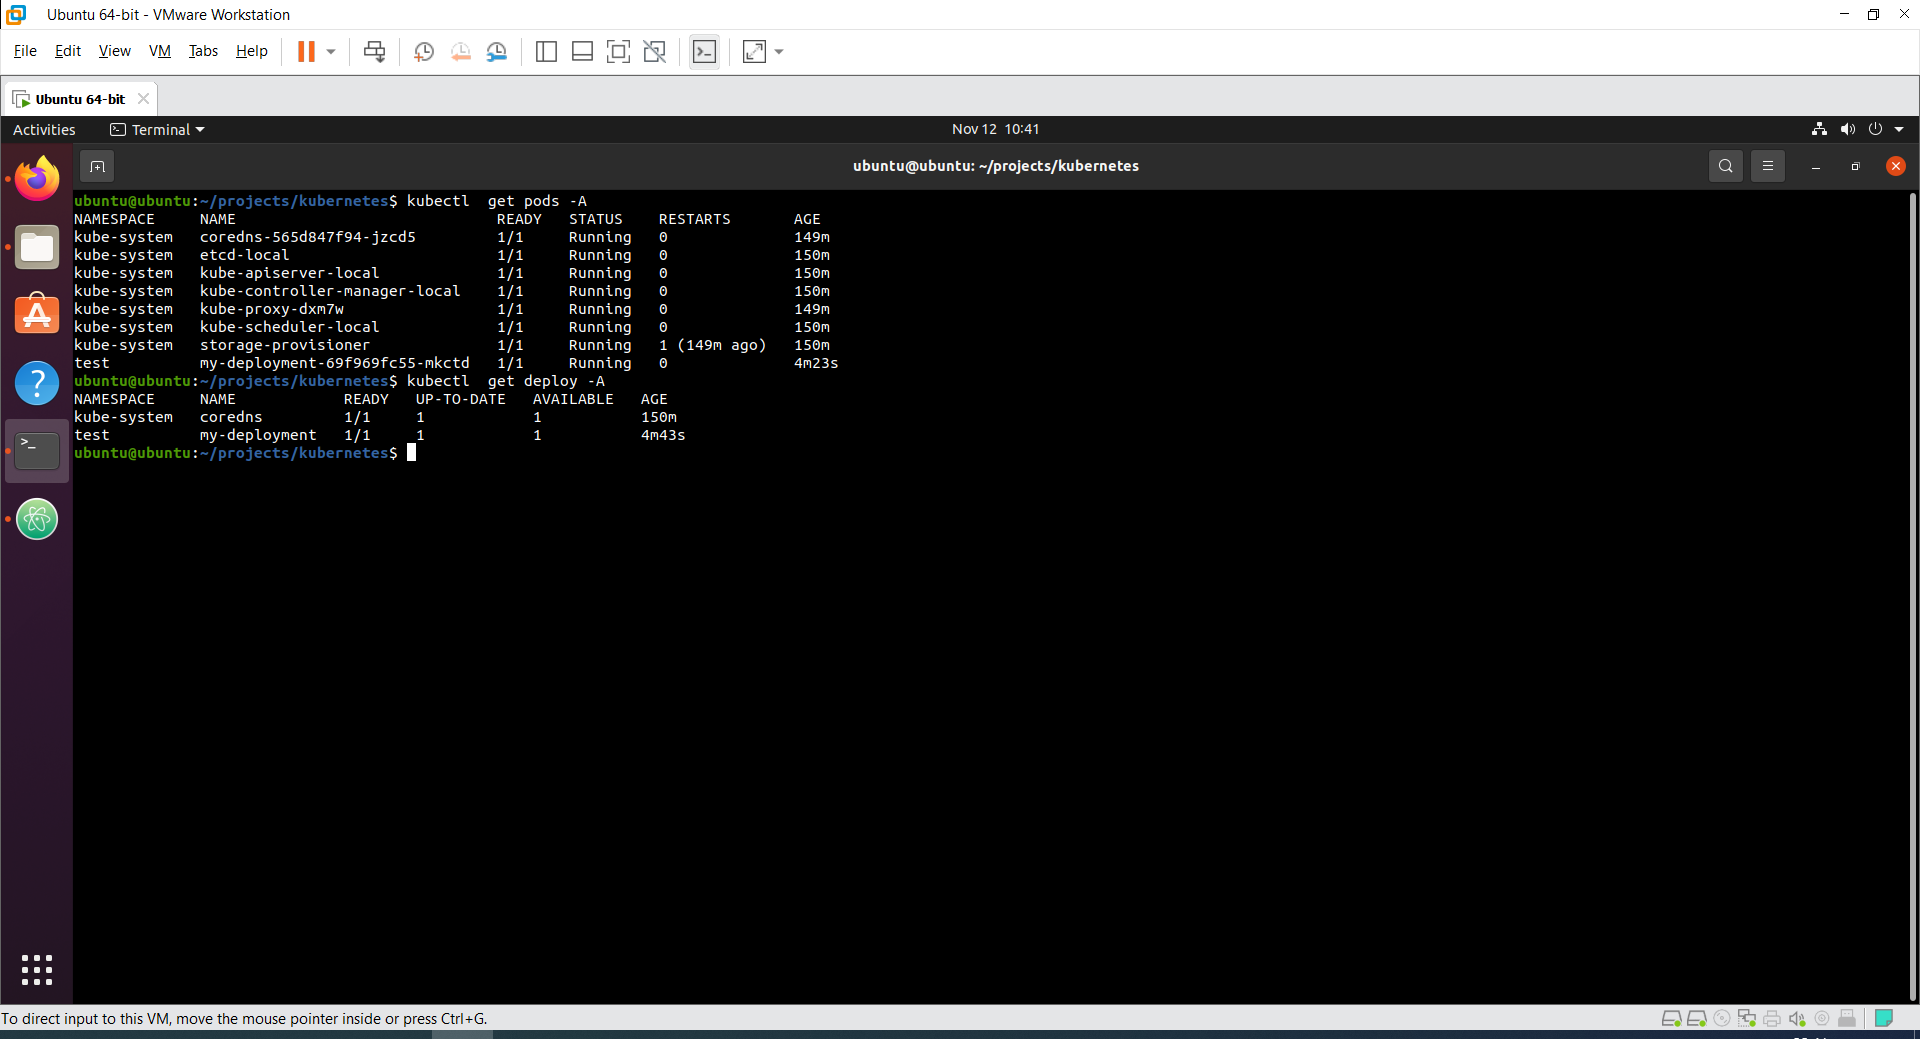 Ubuntu 64-bit - VMware Workstation
File Edit View VM Tabs Help
Ubuntu 64-bit
Activities Terminal Nov 12 10:41
ubuntu@ubuntu: ~/projects/kubernetes
ubuntu@ubuntu:~/projects/kubernetes$ kubectl  get pods -A
NAMESPACE     NAME                             READY   STATUS    RESTARTS       AGE
kube-system   coredns-565d847f94-jzcd5         1/1     Running   0              149m
kube-system   etcd-local                       1/1     Running   0              150m
kube-system   kube-apiserver-local             1/1     Running   0              150m
kube-system   kube-controller-manager-local    1/1     Running   0              150m
kube-system   kube-proxy-dxm7w                 1/1     Running   0              149m
kube-system   kube-scheduler-local             1/1     Running   0              150m
kube-system   storage-provisioner              1/1     Running   1 (149m ago)   150m
test          my-deployment-69f969fc55-mkctd   1/1     Running   0              4m23s
ubuntu@ubuntu:~/projects/kubernetes$ kubectl  get deploy -A
NAMESPACE     NAME            READY   UP-TO-DATE   AVAILABLE   AGE
kube-system   coredns         1/1     1            1           150m
test          my-deployment   1/1     1            1           4m43s
ubuntu@ubuntu:~/projects/kubernetes$
To direct input to this VM, move the mouse pointer inside or press Ctrl+G.